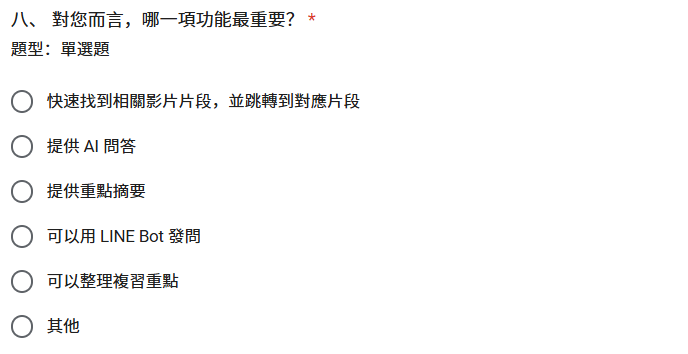 八、 對您而言，哪一項功能最重要？ *
題型：單選題
快速找到相關影片片段，並跳轉到對應片段
提供 AI 問答
提供重點摘要
可以用 LINE Bot 發問
可以整理複習重點
其他